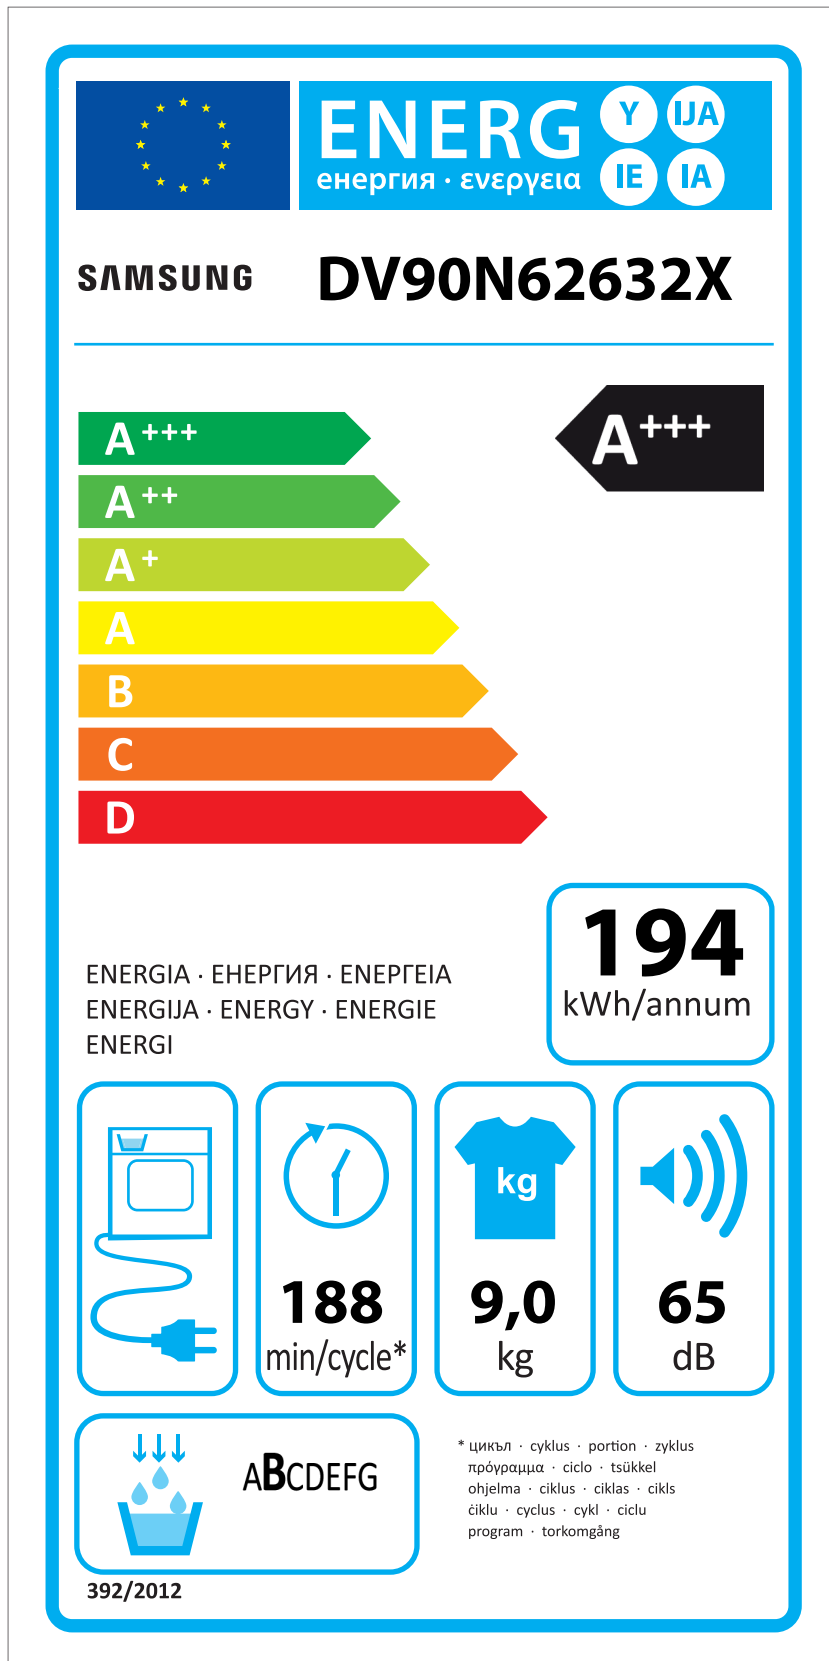 ENERG Y IJA
енергия · ενεργεια IE IA
SAMSUNG DV90N62632X
A+++ A+++
A++
A+
A
B
C
D
194
kWh/annum
ENERGIA · ЕНЕРГИЯ · ΕΝΕΡΓΕΙΑ
ENERGIJA · ENERGY · ENERGIE
ENERGI
kg
188 9,0 65
min/cycle* kg dB
ABCDEFG
* цикъл · cyklus · portion · zyklus
πρόγραμμα · ciclo · tsükkel
ohjelma · ciklus · ciklas · cikls
ċiklu · cyclus · cykl · ciclu
program · torkomgång
392/2012